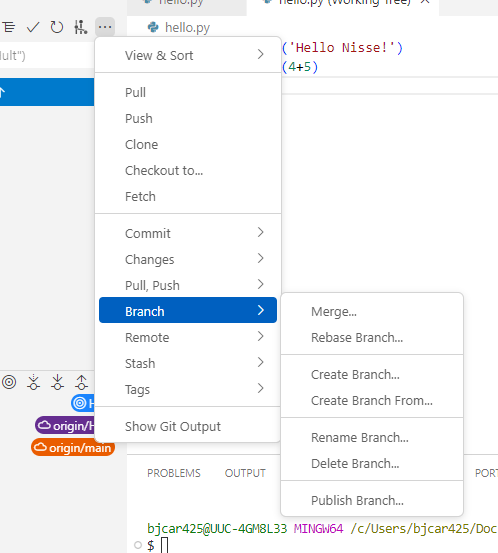 hello.py
hello.py (Working Tree)
hello.py
('Hello Nisse!')
(4+5)
View & Sort
Pull
Push
Clone
Checkout to...
Fetch
Commit
Changes
Pull, Push
Branch
Remote
Stash
Tags
Show Git Output
Merge...
Rebase Branch...
Create Branch...
Create Branch From...
Rename Branch...
Delete Branch...
Publish Branch...
origin/
origin/main
PROBLEMS
OUTPUT
bjcar425@UUC-4GM8L33 MINGW64 /c/Users/bjcar425/Doc
$